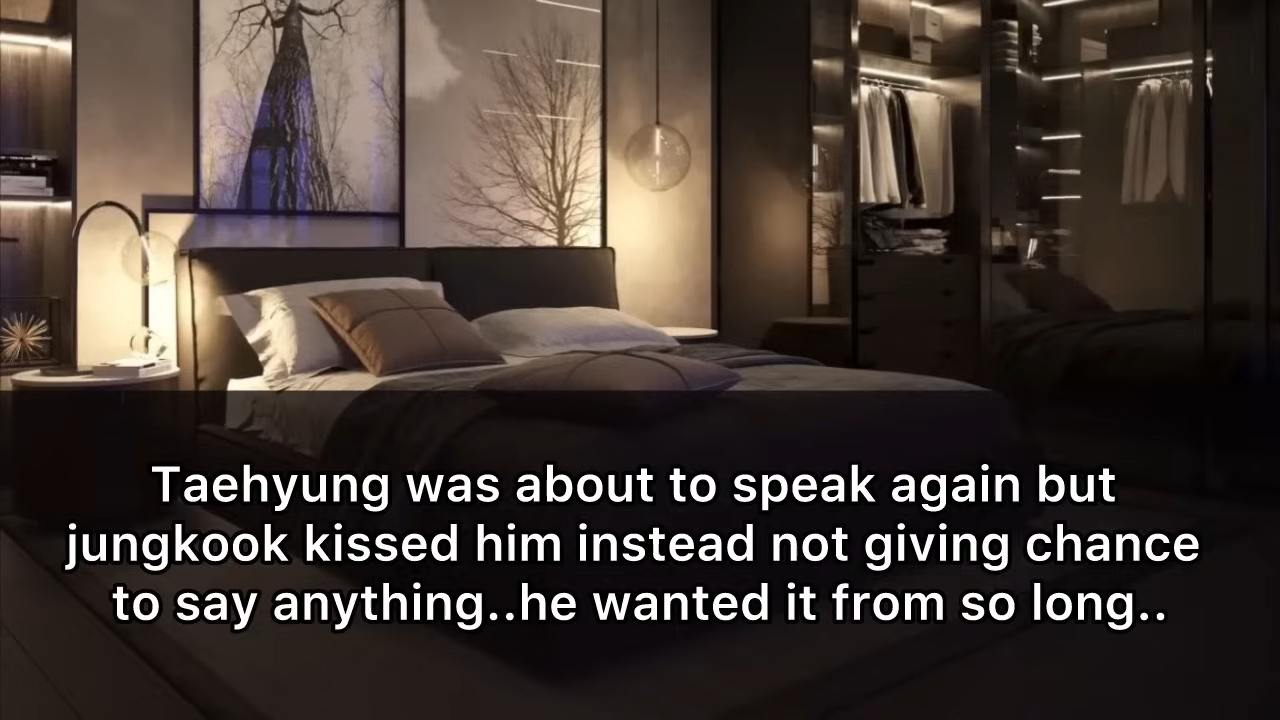 Taehyung was about to speak again but
jungkook kissed him instead not giving chance
to say anything..he wanted it from so long..